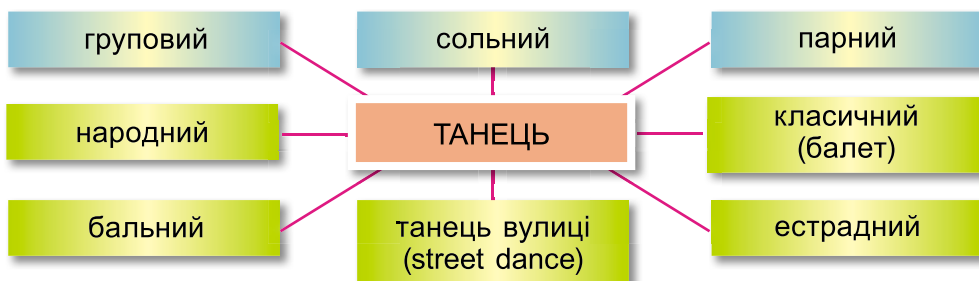 груповий
сольний
парний
народний
ТАНЕЦЬ
класичний
(балет)
бальний
танець вулиці
(street dance)
естрадний